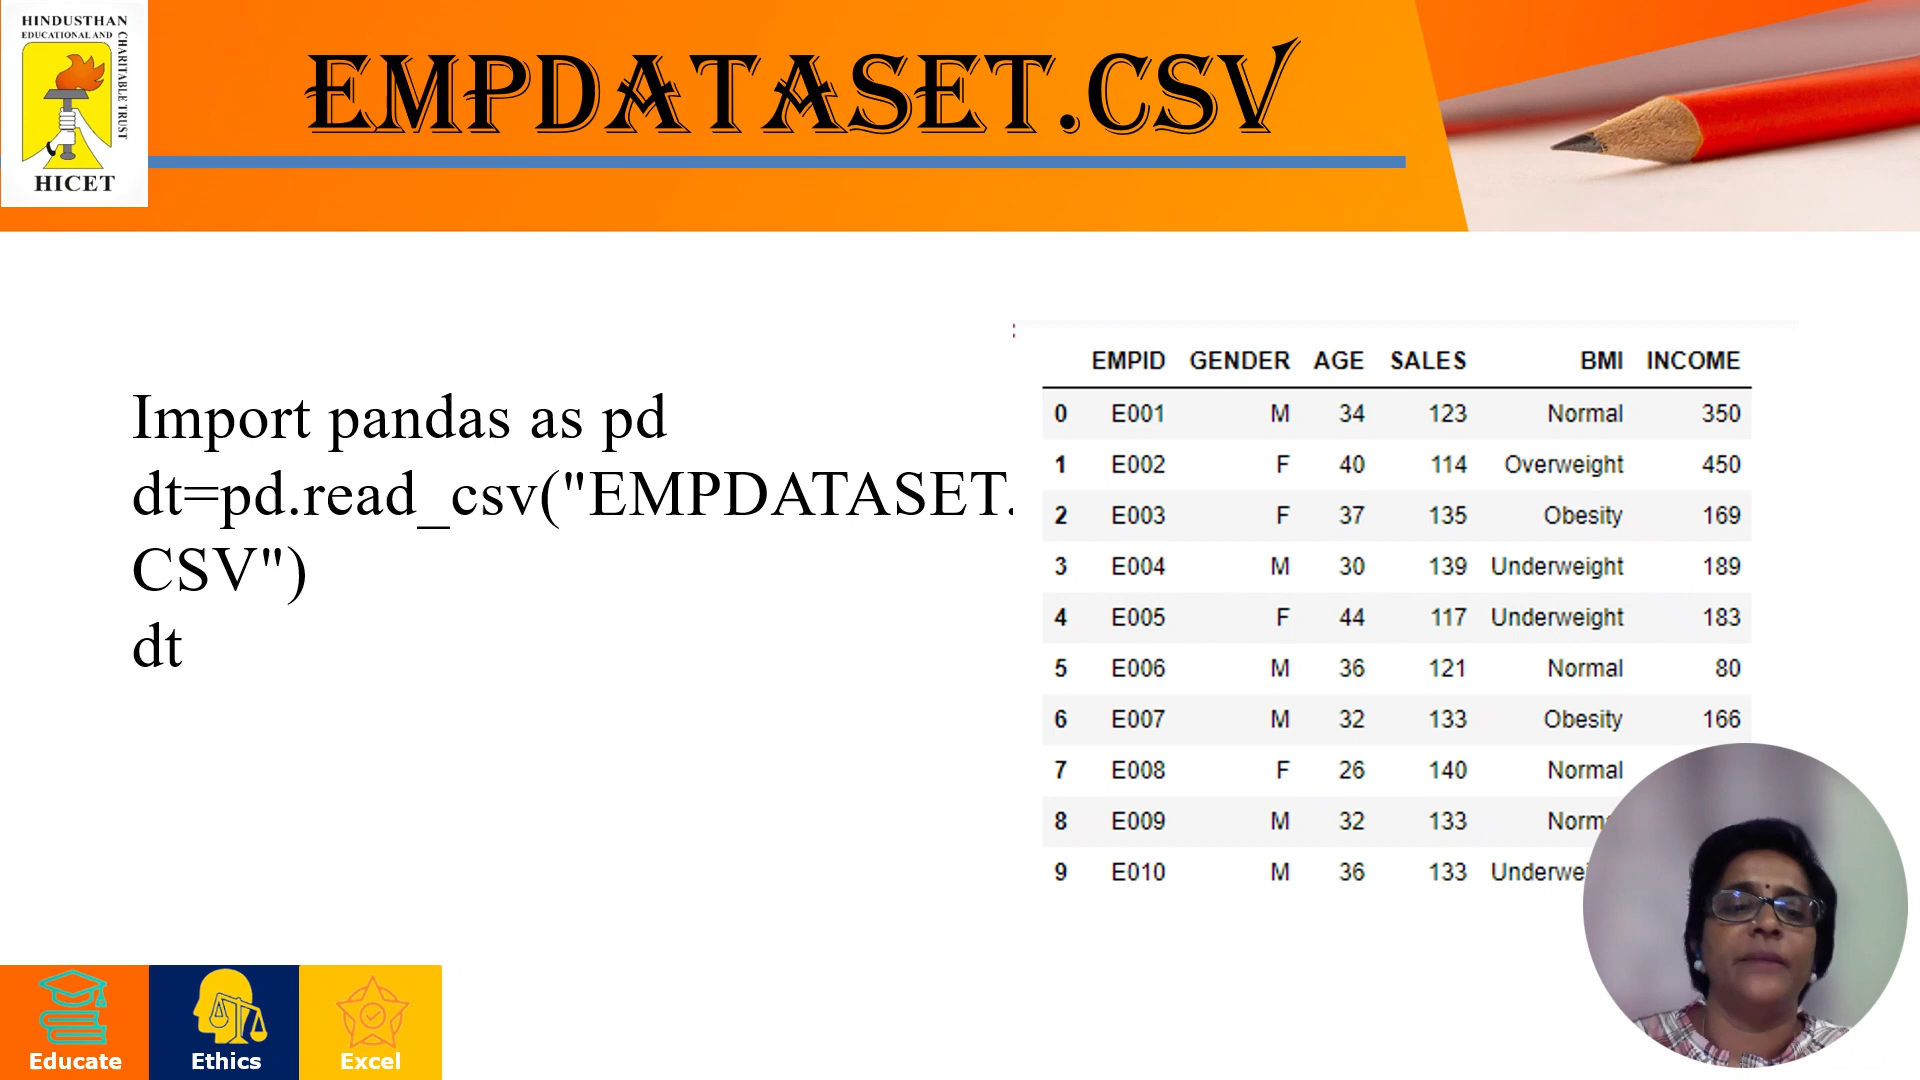 HINDUSTHAN
EDUCATIONAL AND
CHARITABLE TRUST
HICET
EMPDATASET.CSV
Import pandas as pd
dt=pd.read_csv("EMPDATASET.
CSV")
dt
EMPID GENDER AGE SALES BMI INCOME
0 E001 M 34 123 Normal 350
1 E002 F 40 114 Overweight 450
2 E003 F 37 135 Obesity 169
3 E004 M 30 139 Underweight 189
4 E005 F 44 117 Underweight 183
5 E006 M 36 121 Normal 80
6 E007 M 32 133 Obesity 166
7 E008 F 26 140 Normal
8 E009 M 32 133
9 E010 M 36 133
Educate
Ethics
Excel